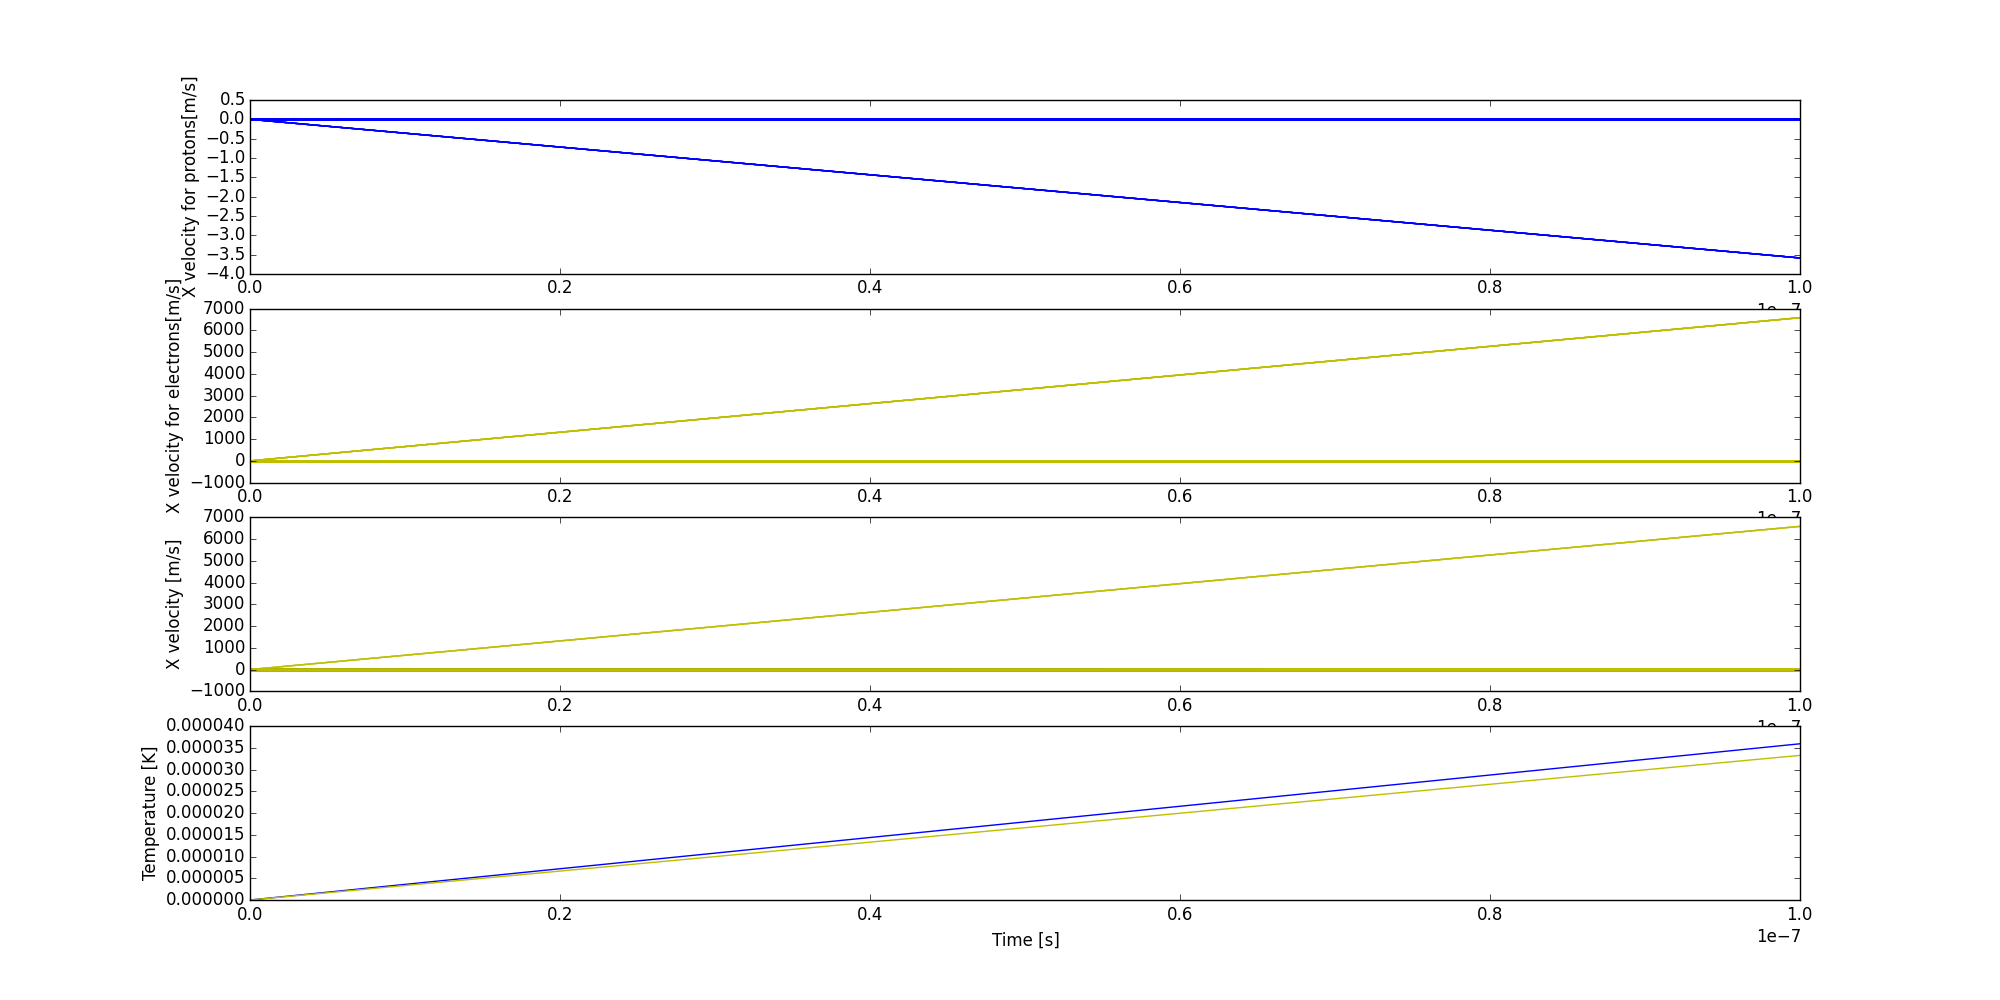 X velocity for protons[m/s]
0.5
0.0
−0.5
−1.0
−1.5
−2.0
−2.5
−3.0
−3.5
−4.0
0.0 0.2 0.4 0.6 0.8 1.0
1e−7
X velocity for electrons[m/s]
7000
6000
5000
4000
3000
2000
1000
0
−1000
0.0 0.2 0.4 0.6 0.8 1.0
1e−7
X velocity [m/s]
7000
6000
5000
4000
3000
2000
1000
0
−1000
0.0 0.2 0.4 0.6 0.8 1.0
1e−7
Temperature [K]
0.000040
0.000035
0.000030
0.000025
0.000020
0.000015
0.000010
0.000005
0.000000
0.0 0.2 0.4 0.6 0.8 1.0
Time [s]
1e−7